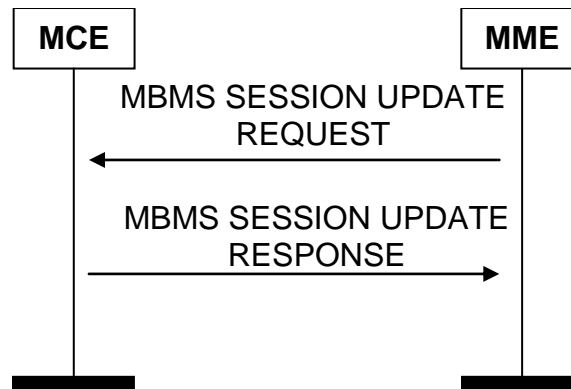 MCE
MME
MBMS SESSION UPDATE
REQUEST
MBMS SESSION UPDATE
RESPONSE